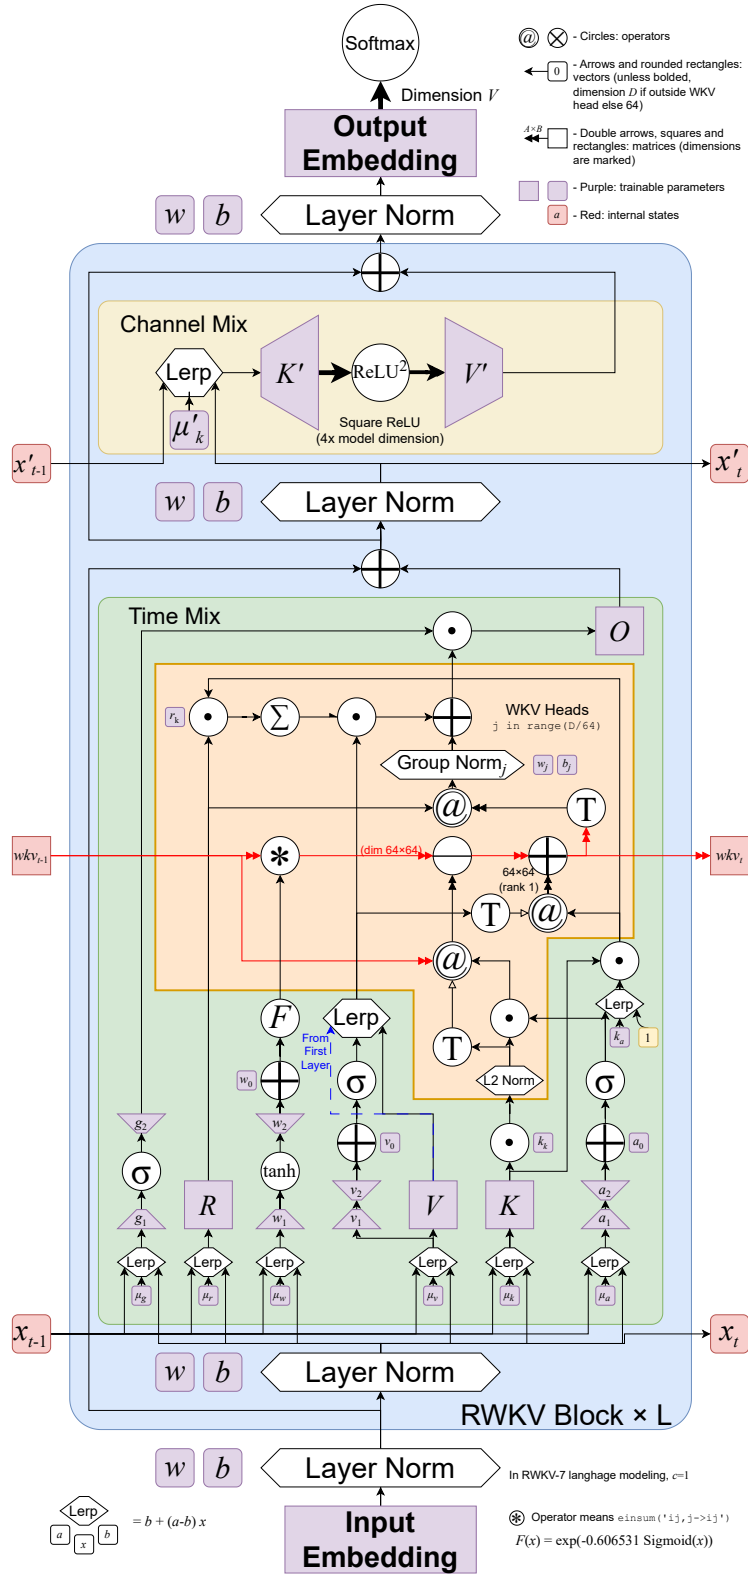 Softmax
@ ⊗ - Circles: operators
0 - Arrows and rounded rectangles:
vectors (unless bolded,
dimension D if outside WKV
head else 64)
A×B - Double arrows, squares and
rectangles: matrices (dimensions
are marked)
- Purple: trainable parameters
a - Red: internal states
Dimension V
Output
Embedding
w b Layer Norm
Channel Mix
Lerp K′ ReLU² V′
μ′k
Square ReLU
(4x model dimension)
x′t-1 x′t
w b Layer Norm
Time Mix
O
rk Σ
WKV Heads
j in range(D/64)
Group Normj wj bj
@ T
wkvt-1 * (dim 64×64) wkvt
64×64
(rank 1)
T @
@
F Lerp Lerp
ka 1
From
First
Layer
T
w0 σ L2 Norm σ
g2 w2 v0 kk a0
σ tanh
v2 a2
R V K
g1 w1 v1 a1
Lerp Lerp Lerp Lerp Lerp Lerp
μg μr μw μv μk μa
xt-1 xt
w b Layer Norm
RWKV Block × L
w b Layer Norm
In RWKV-7 langhage modeling, c=1
Lerp
a x b
= b + (a-b) x
Input
Embedding
⊛ Operator means einsum('ij,j->ij')
F(x) = exp(-0.606531 Sigmoid(x))